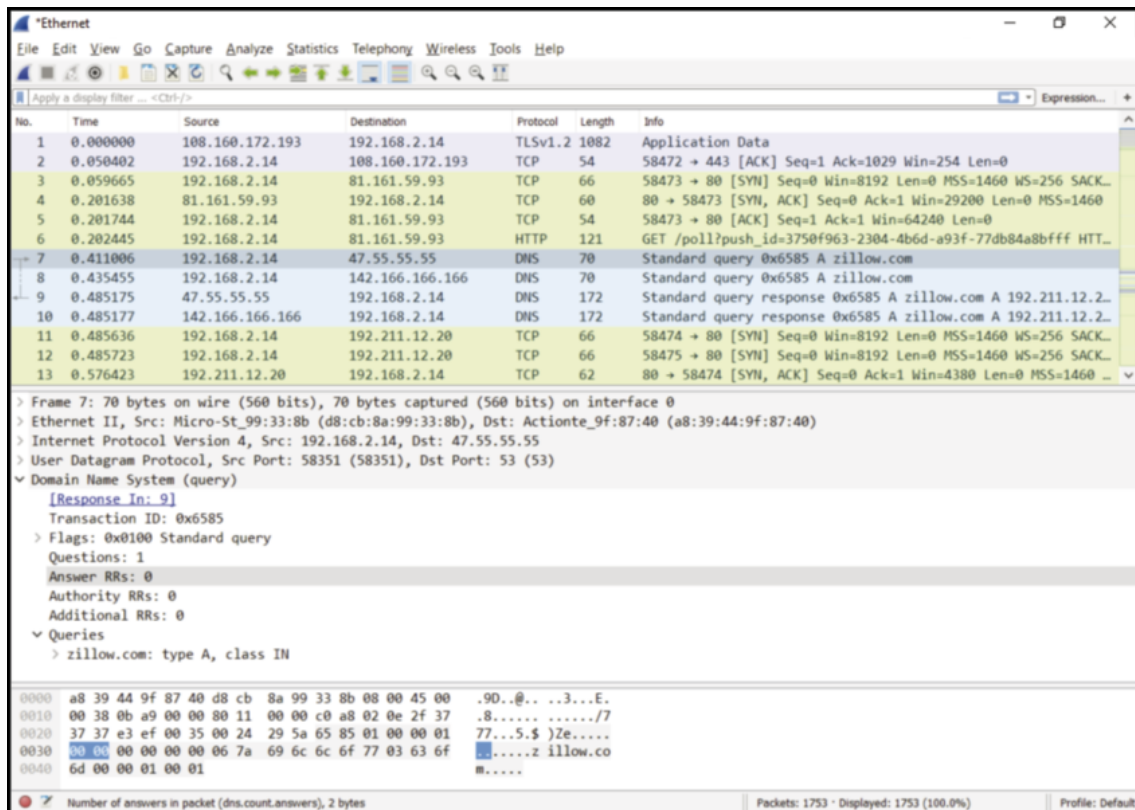 *Ethernet
File Edit View Go Capture Analyze Statistics Telephony Wireless Tools Help
Apply a display filter ... <Ctrl-/> Expression... +
No. Time Source Destination Protocol Length Info
1 0.000000 108.160.172.193 192.168.2.14 TLSv1.2 1082 Application Data
2 0.050402 192.168.2.14 108.160.172.193 TCP 54 58472 → 443 [ACK] Seq=1 Ack=1029 Win=254 Len=0
3 0.059665 192.168.2.14 81.161.59.93 TCP 66 58473 → 80 [SYN] Seq=0 Win=8192 Len=0 MSS=1460 WS=256 SACK…
4 0.201638 81.161.59.93 192.168.2.14 TCP 60 80 → 58473 [SYN, ACK] Seq=0 Ack=1 Win=29200 Len=0 MSS=1460
5 0.201744 192.168.2.14 81.161.59.93 TCP 54 58473 → 80 [ACK] Seq=1 Ack=1 Win=64240 Len=0
6 0.202445 192.168.2.14 81.161.59.93 HTTP 121 GET /poll?push_id=3750f963-2304-4b6d-a93f-77db84a8bfff HTT…
7 0.411006 192.168.2.14 47.55.55.55 DNS 70 Standard query 0x6585 A zillow.com
8 0.435455 192.168.2.14 142.166.166.166 DNS 70 Standard query 0x6585 A zillow.com
9 0.485175 47.55.55.55 192.168.2.14 DNS 172 Standard query response 0x6585 A zillow.com A 192.211.12.2…
10 0.485177 142.166.166.166 192.168.2.14 DNS 172 Standard query response 0x6585 A zillow.com A 192.211.12.2…
11 0.485636 192.168.2.14 192.211.12.20 TCP 66 58474 → 80 [SYN] Seq=0 Win=8192 Len=0 MSS=1460 WS=256 SACK…
12 0.485723 192.168.2.14 192.211.12.20 TCP 66 58475 → 80 [SYN] Seq=0 Win=8192 Len=0 MSS=1460 WS=256 SACK…
13 0.576423 192.211.12.20 192.168.2.14 TCP 62 80 → 58474 [SYN, ACK] Seq=0 Ack=1 Win=4380 Len=0 MSS=1460 …
> Frame 7: 70 bytes on wire (560 bits), 70 bytes captured (560 bits) on interface 0
> Ethernet II, Src: Micro-St_99:33:8b (d8:cb:8a:99:33:8b), Dst: Actionte_9f:87:40 (a8:39:44:9f:87:40)
> Internet Protocol Version 4, Src: 192.168.2.14, Dst: 47.55.55.55
> User Datagram Protocol, Src Port: 58351 (58351), Dst Port: 53 (53)
Domain Name System (query)
[Response In: 9]
Transaction ID: 0x6585
> Flags: 0x0100 Standard query
Questions: 1
Answer RRs: 0
Authority RRs: 0
Additional RRs: 0
Queries
> zillow.com: type A, class IN
0000 a8 39 44 9f 87 40 d8 cb 8a 99 33 8b 08 00 45 00 .9D..@.. ..3...E.
0010 00 38 0b a9 00 00 80 11 00 00 c0 a8 02 0e 2f 37 .8...... ....../7
0020 37 37 e3 ef 00 35 00 24 29 5a 65 85 01 00 00 01 77...5.$ )Ze.....
0030 00 00 00 00 00 00 06 7a 69 6c 6c 6f 77 03 63 6f .......z illow.co
0040 6d 00 00 01 00 01 m.....
Number of answers in packet (dns.count.answers), 2 bytes Packets: 1753 · Displayed: 1753 (100.0%) Profile: Default